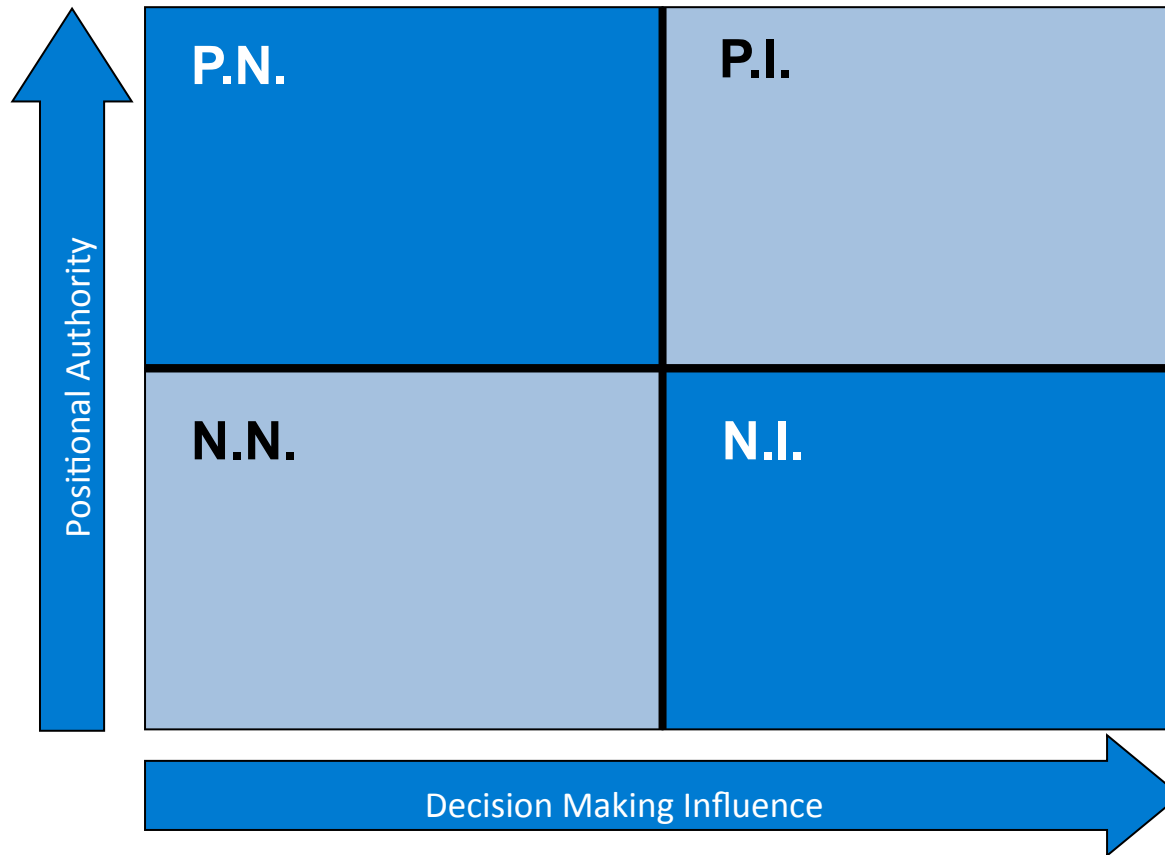 P.N.
P.I.
Positional Authority
N.N.
N.I.
Decision Making Influence